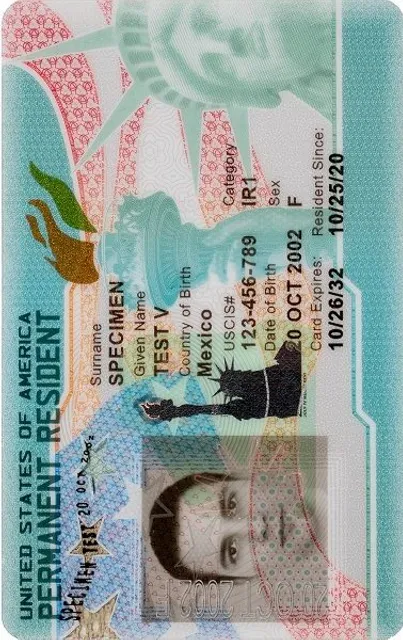 UNITED STATES OF AMERICA
PERMANENT RESIDENT
Surname
SPECIMEN
Given Name
TEST V
Country of Birth
Mexico
USCIS#
123-456-789
Category
IR1
Date of Birth
20 OCT 2002
Sex
F
Card Expires:
10/26/32
Resident Since:
10/25/20
SPECIMEN TEST 20 OCT 2002